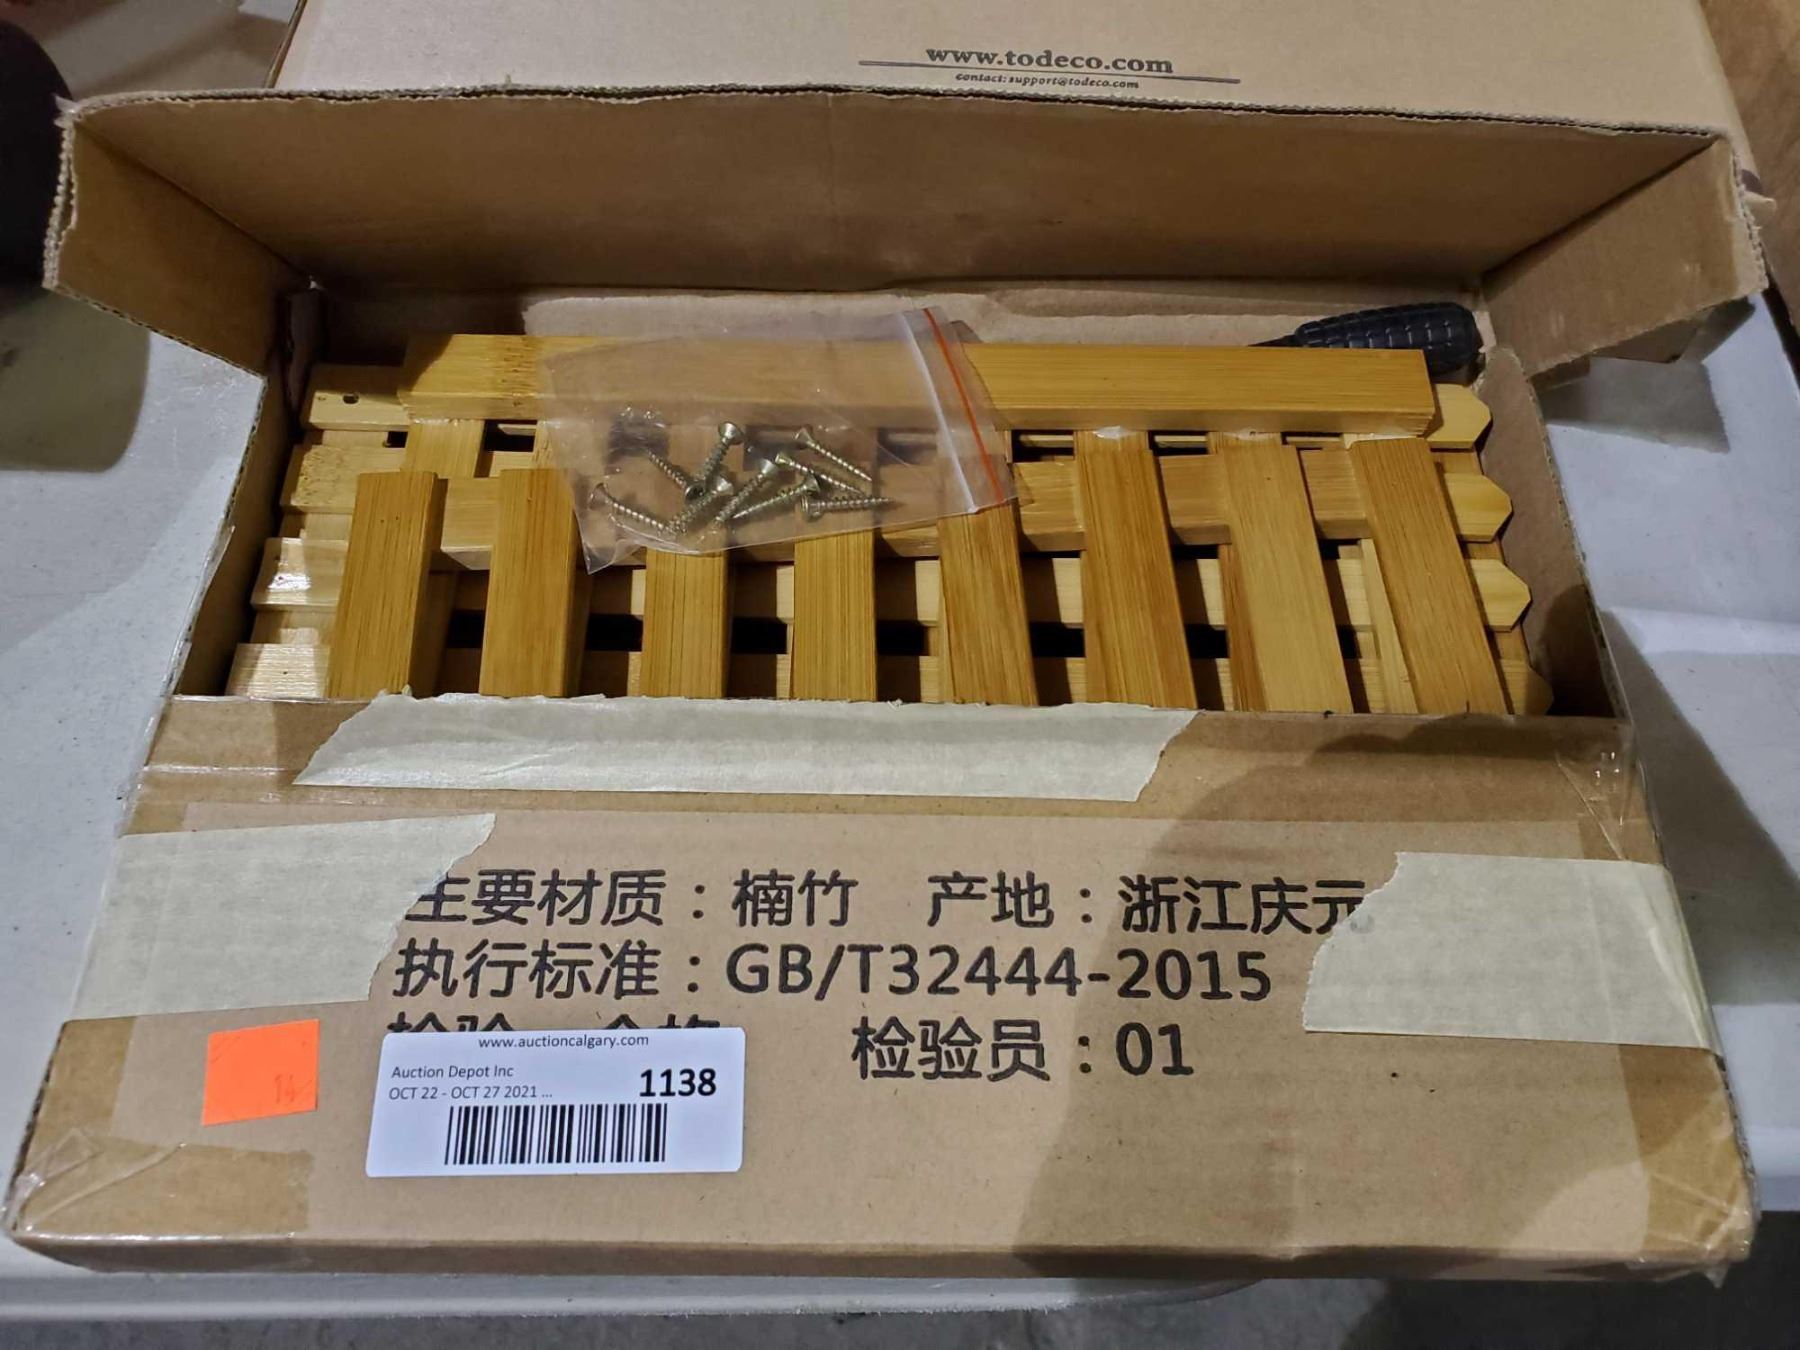 www.todeco.com
contact: support@todeco.com
主要材质：楠竹 产地：浙江庆元
执行标准：GB/T32444-2015
检验员：01
www.auctioncalgary.com
Auction Depot Inc
1138
OCT 22 - OCT 27 2021 ...
14